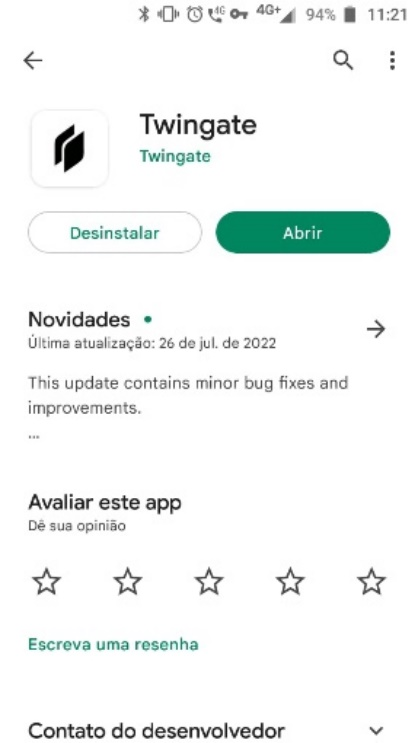 4G 4G+ 94% 11:21
Twingate
Twingate
Desinstalar Abrir
Novidades •
Última atualização: 26 de jul. de 2022
This update contains minor bug fixes and
improvements.
...
Avaliar este app
Dê sua opinião
Escreva uma resenha
Contato do desenvolvedor